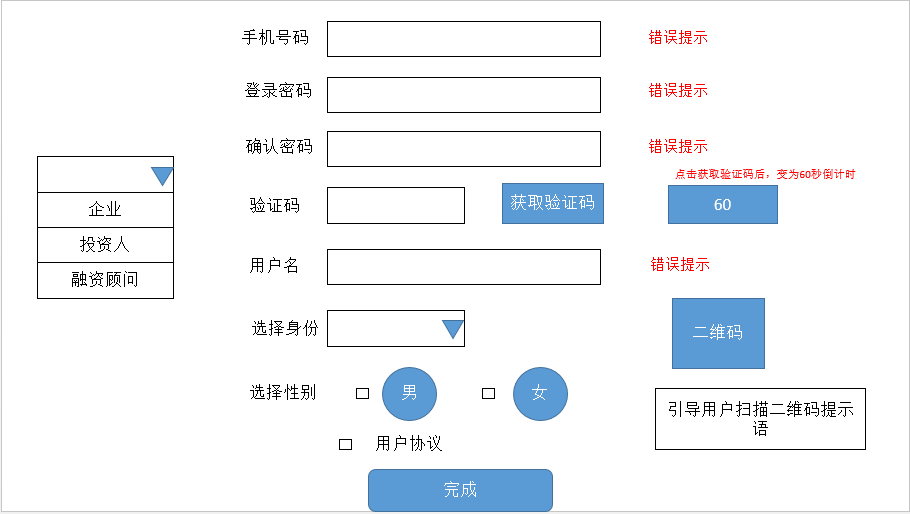 手机号码
错误提示
登录密码
错误提示
确认密码
错误提示
点击获取验证码后，变为60秒倒计时
验证码
获取验证码
60
企业
投资人
融资顾问
用户名
错误提示
选择身份
二维码
选择性别
男
女
引导用户扫描二维码提示
语
用户协议
完成